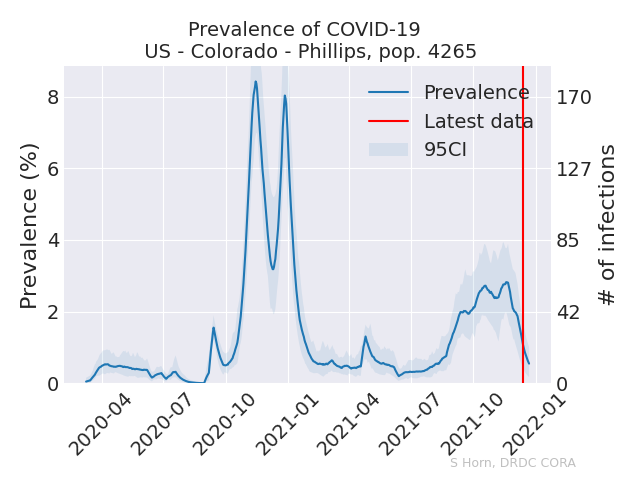 Prevalence of COVID-19
US - Colorado - Phillips, pop. 4265
Prevalence
Latest data
95CI
Prevalence (%)
8
6
4
2
0
170
127
85
42
0
# of infections
2020-04
2020-07
2020-10
2021-01
2021-04
2021-07
2021-10
2022-01
S Horn, DRDC CORA